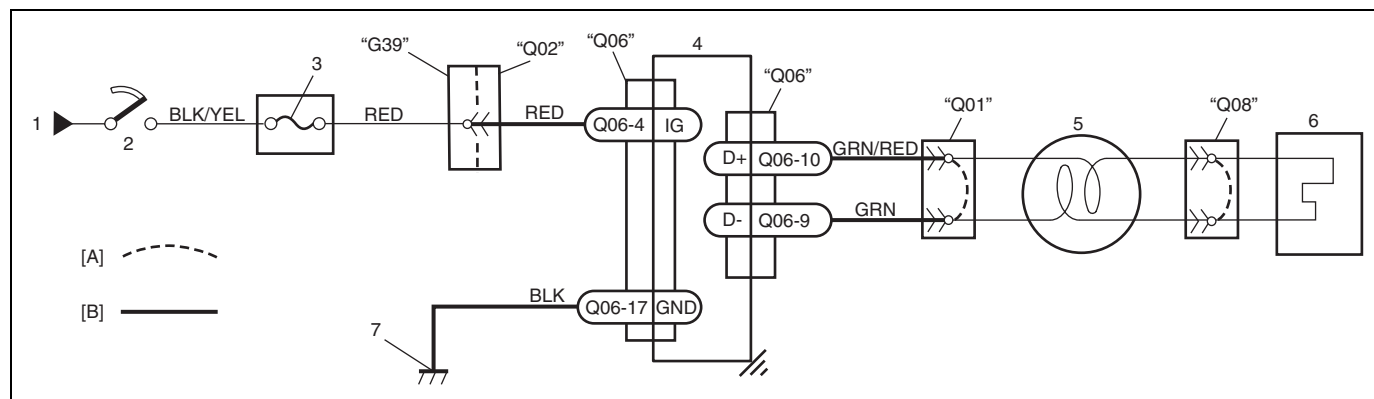 “G39”
“Q02”
“Q06”
4
3
“Q06”
1
2
BLK/YEL
RED
RED
Q06-4
IG
“Q01”
5
“Q08”
6
D+
Q06-10
GRN/RED
D-
Q06-9
GRN
[A]
[B]
BLK
Q06-17
GND
7